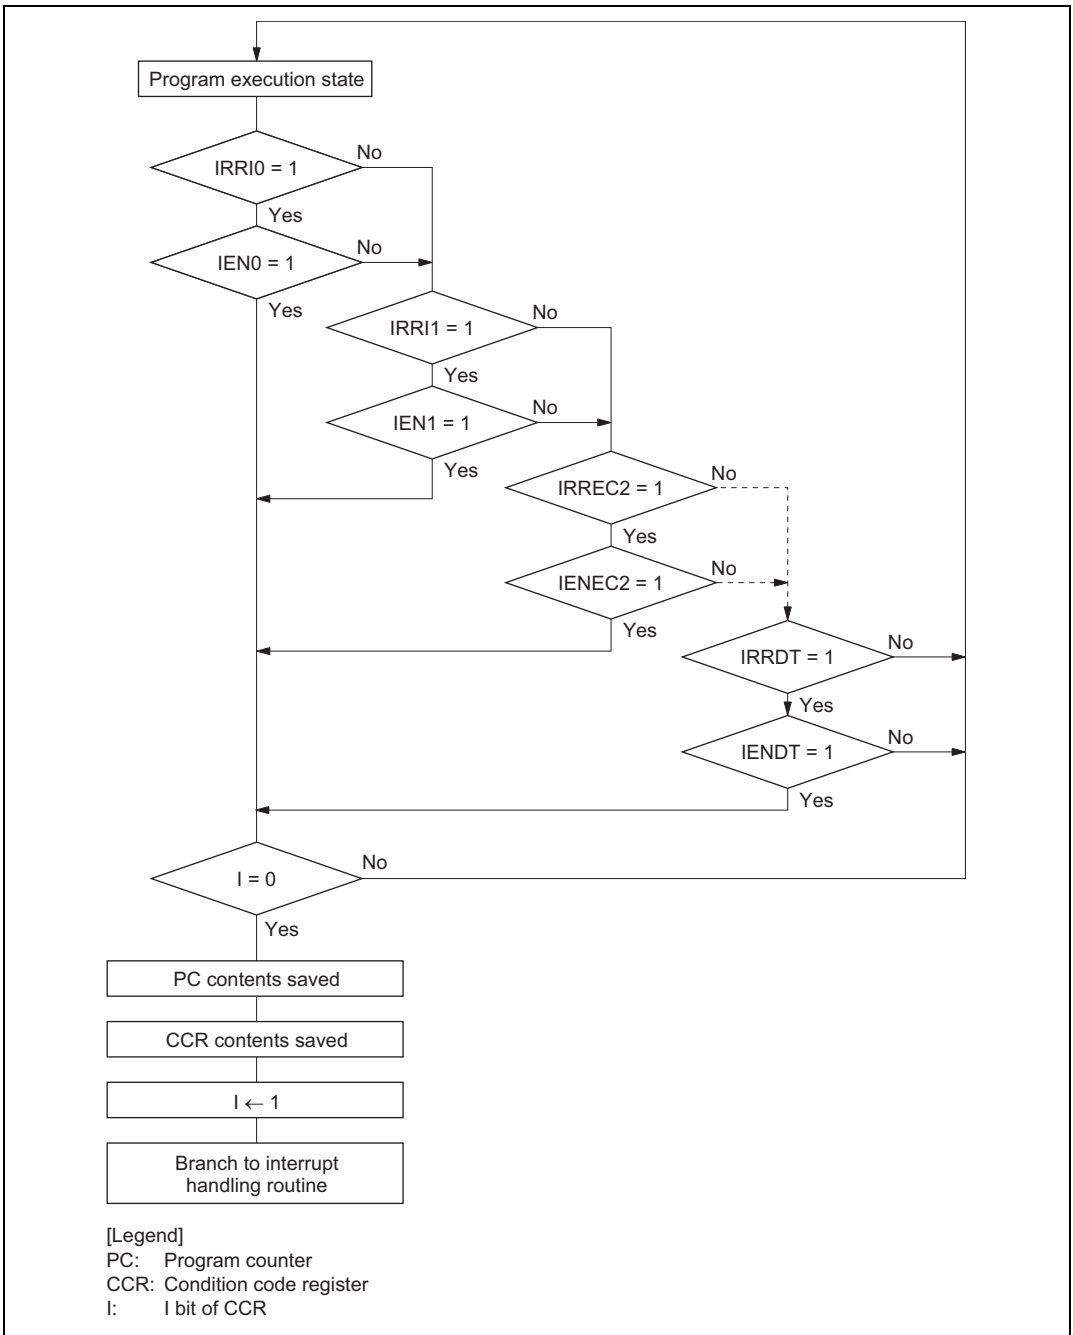 Program execution state
IRRI0 = 1
No
Yes
IEN0 = 1
No
Yes
IRRI1 = 1
No
Yes
IEN1 = 1
No
Yes
IRREC2 = 1
No
Yes
IENEC2 = 1
No
Yes
IRRDT = 1
No
Yes
IENDT = 1
No
Yes
I = 0
No
Yes
PC contents saved
CCR contents saved
I ← 1
Branch to interrupt
handling routine
[Legend]
PC: Program counter
CCR: Condition code register
I: I bit of CCR